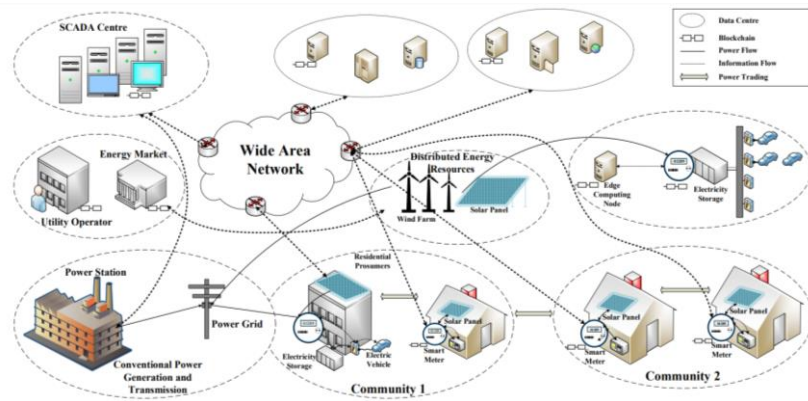 SCADA Centre
Data Centre
Blockchain
Power Flow
Information Flow
Power Trading
Wide Area
Network
Distributed Energy
Resources
Wind Farm
Solar Panel
Energy Market
Utility Operator
Edge
Computing
Node
Electricity
Storage
Power Station
Power Grid
Conventional Power
Generation and
Transmission
Residential
Prosumers
Electricity
Storage
Electric
Vehicle
Solar Panel
Smart
Meter
Community 1
Solar Panel
Smart
Meter
Solar Panel
Smart
Meter
Community 2